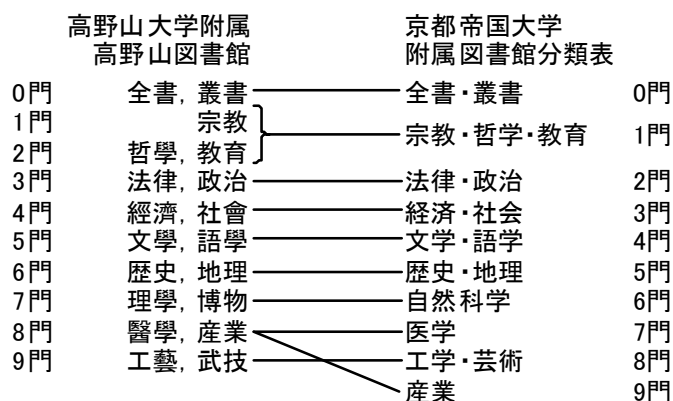 高野山大学附属 京都帝国大学
高野山図書館 附属図書館分類表
0門 全書, 叢書 全書・叢書 0門
1門 宗教
宗教・哲学・教育 1門
2門 哲學, 教育
3門 法律, 政治 法律・政治 2門
4門 經濟, 社會 経済・社会 3門
5門 文學, 語學 文学・語学 4門
6門 歴史, 地理 歴史・地理 5門
7門 理學, 博物 自然科学 6門
8門 醫學, 産業 医学 7門
9門 工藝, 武技 工学・芸術 8門
産業 9門